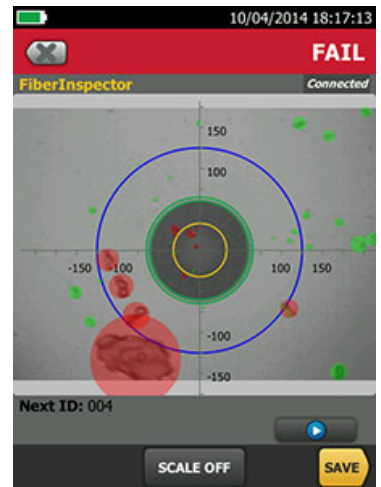 10/04/2014 18:17:13
FAIL
FiberInspector Connected
150
100
-150 -100 100 150
-100
-150
Next ID: 004
SCALE OFF SAVE